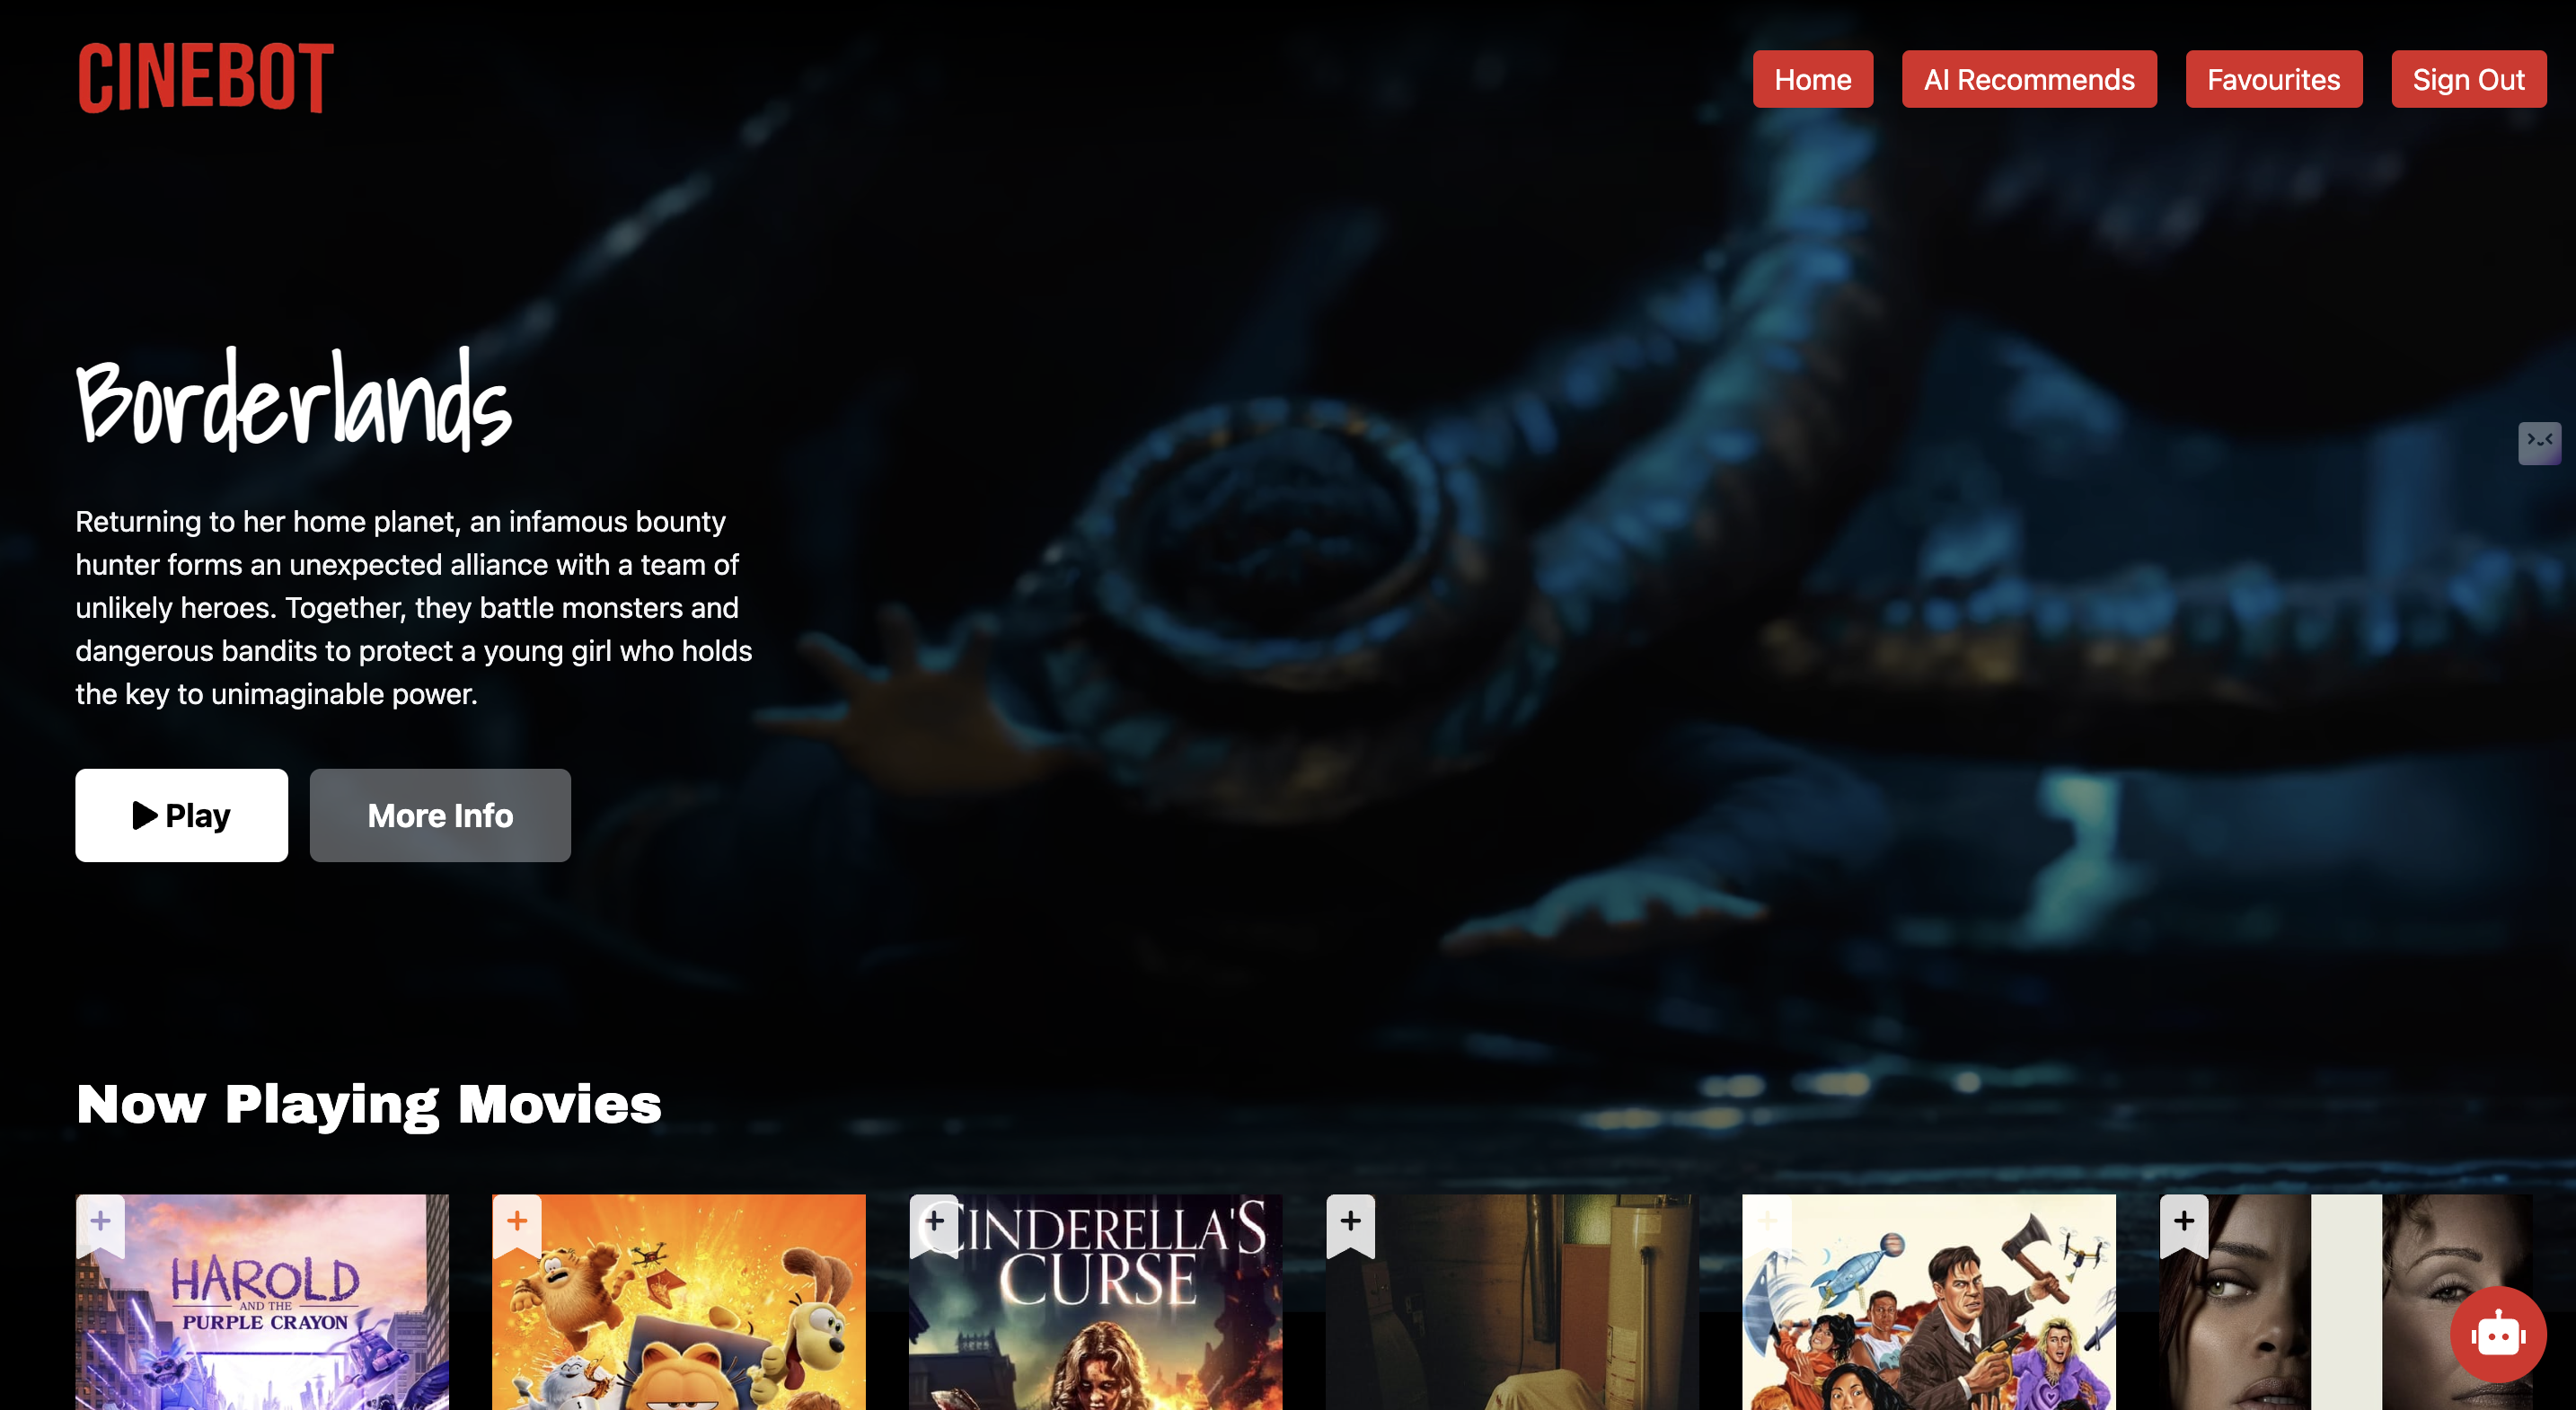 CINEBOT
Home
AI Recommends
Favourites
Sign Out
Borderlands
Returning to her home planet, an infamous bounty
hunter forms an unexpected alliance with a team of
unlikely heroes. Together, they battle monsters and
dangerous bandits to protect a young girl who holds
the key to unimaginable power.
Play
More Info
Now Playing Movies
HAROLD
AND THE
PURPLE CRAYON
CINDERELLA'S
CURSE